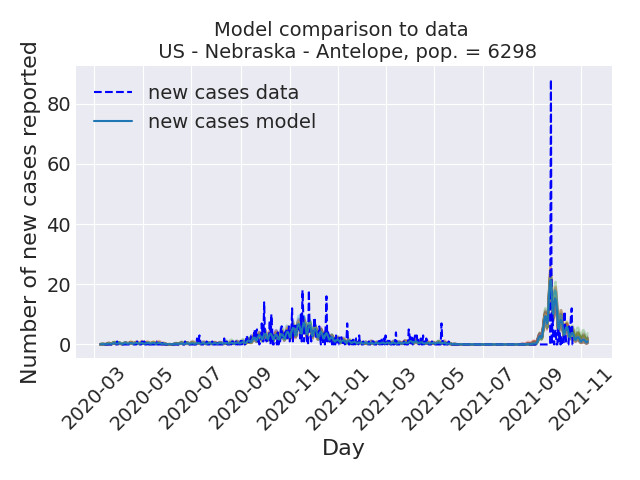 Model comparison to data
US - Nebraska - Antelope, pop. = 6298
Number of new cases reported
80
60
40
20
0
new cases data
new cases model
2020-03
2020-05
2020-07
2020-09
2020-11
2021-01
2021-03
2021-05
2021-07
2021-09
2021-11
Day